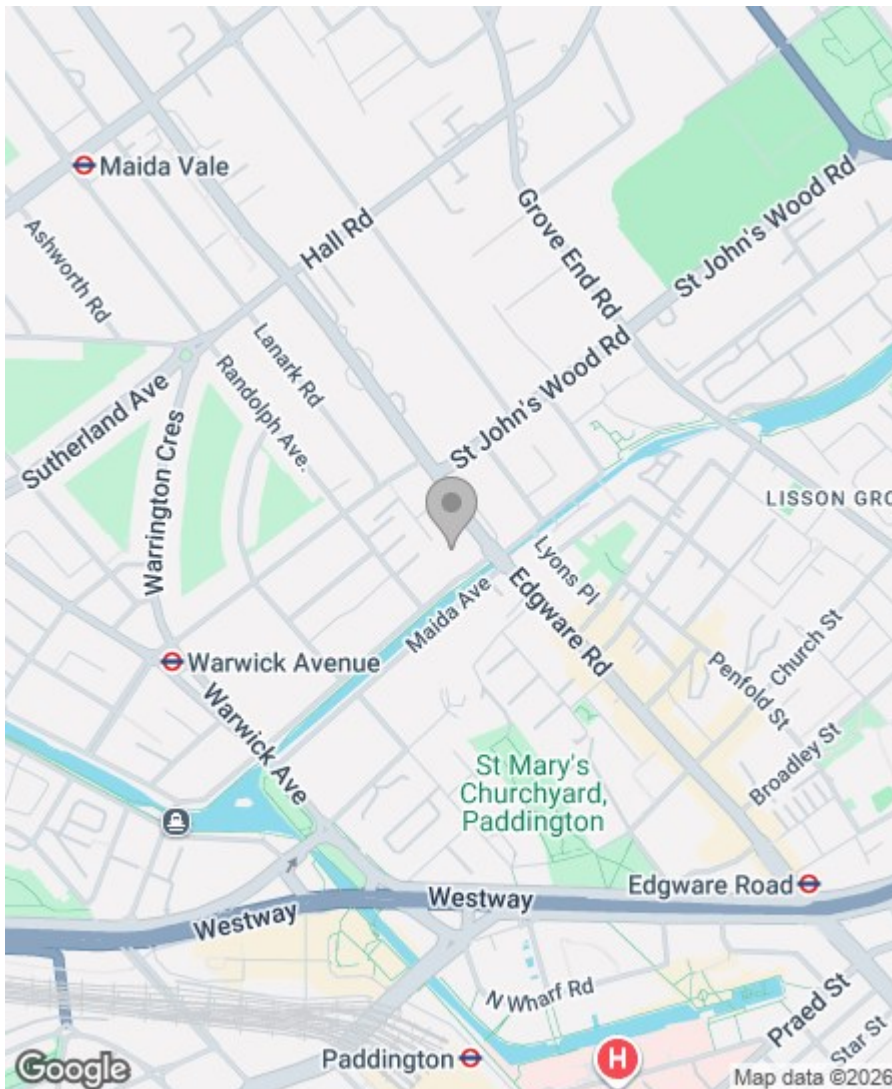 Maida Vale
Hall Rd
Grove End Rd
St John's Wood Rd
Ashworth Rd
Lanark Rd
Randolph Ave.
St John's Wood Rd
Sutherland Ave
Warrington Cres
LISSON GRO
Lyons Pl
Maida Ave
Edgware Rd
Church St
Penfold St
Warwick Avenue
Warwick Ave
Broadley St
St Mary's
Churchyard,
Paddington
Edgware Road
Westway
Westway
N Wharf Rd
Praed St
Star St
Paddington
H
Google
Map data ©2026